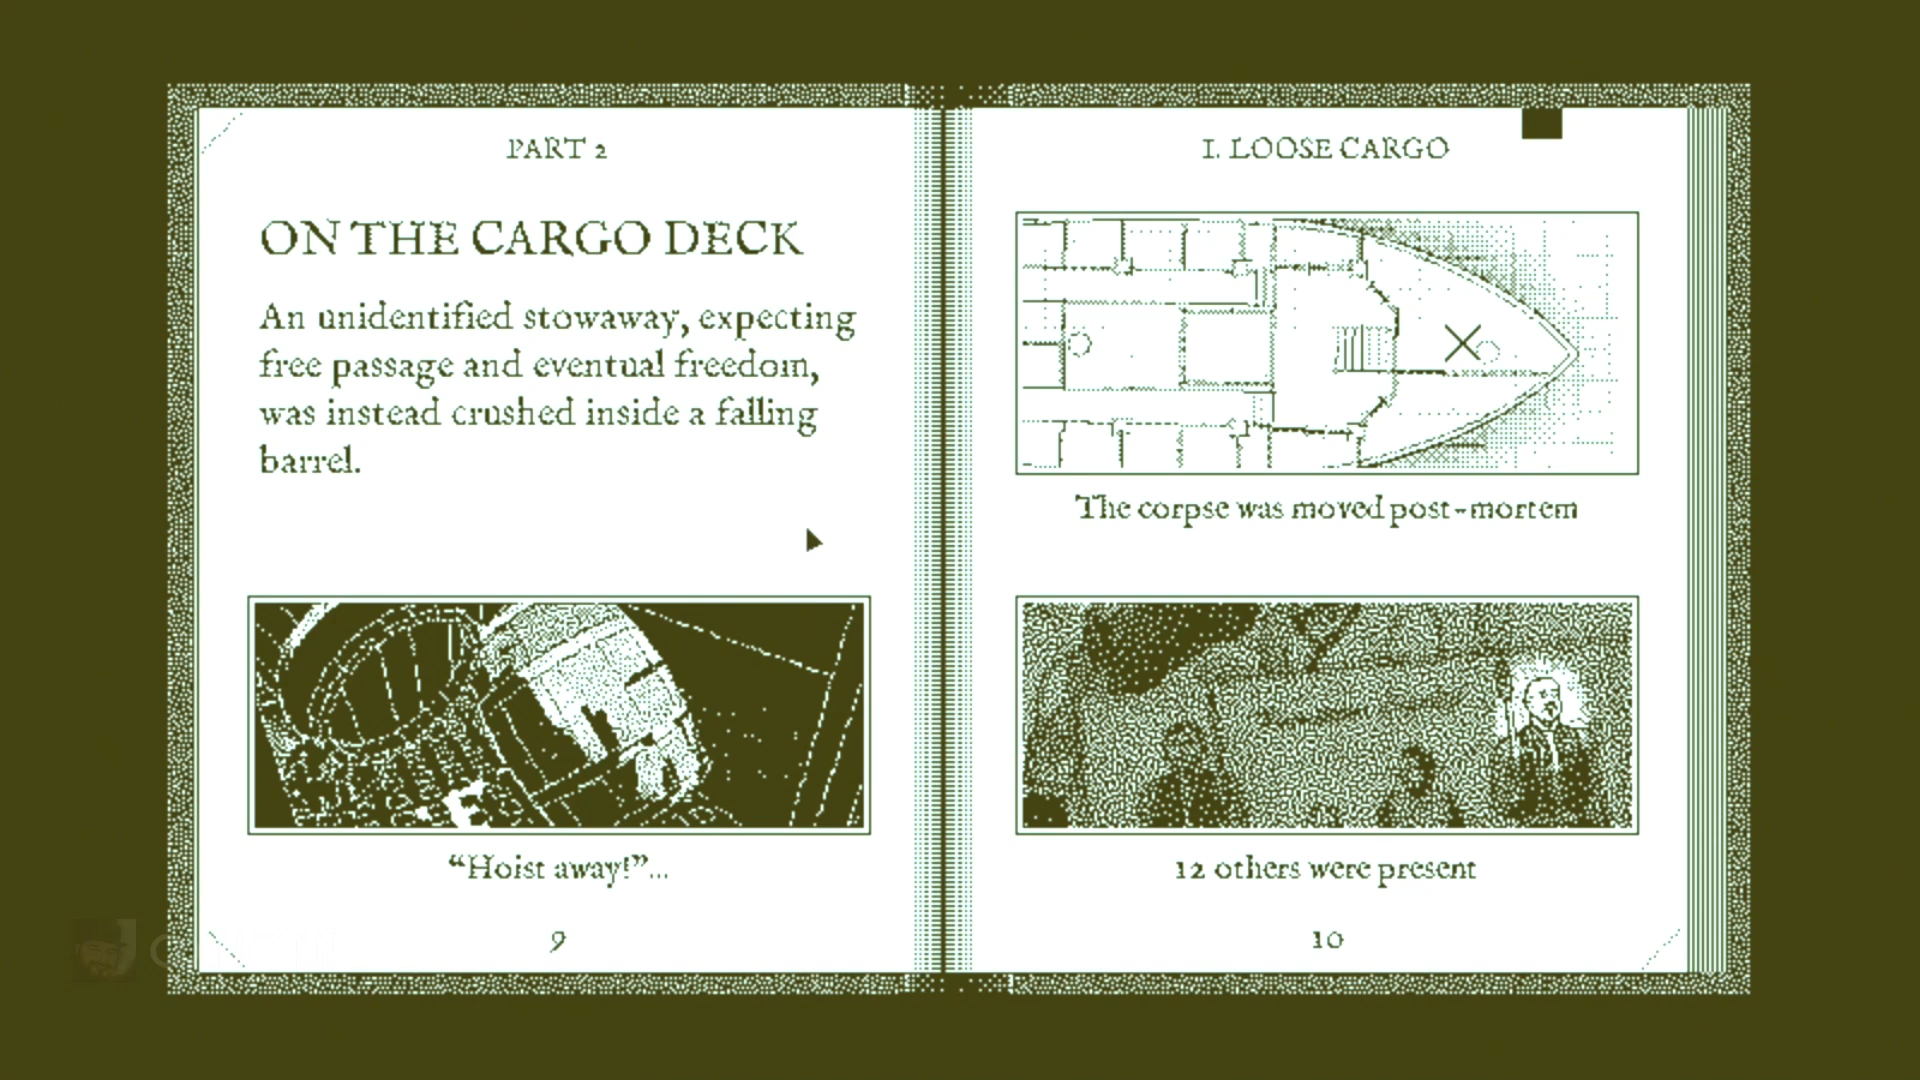 PART 2
ON THE CARGO DECK
An unidentified stowaway, expecting
free passage and eventual freedom,
was instead crushed inside a falling
barrel.
“Hoist away!”...
9
I. LOOSE CARGO
The corpse was moved post-mortem
12 others were present
10